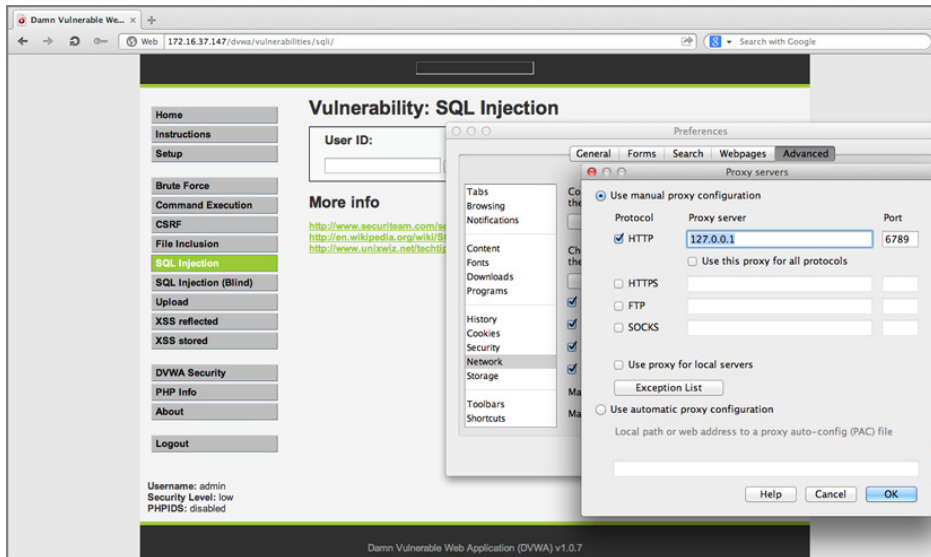 Damn Vulnerable We...
Web 172.16.37.147/dvwa/vulnerabilities/sqli/
Search with Google
Home
Instructions
Setup
Brute Force
Command Execution
CSRF
File Inclusion
SQL Injection
SQL Injection (Blind)
Upload
XSS reflected
XSS stored
DVWA Security
PHP Info
About
Logout
Username: admin
Security Level: low
PHPIDS: disabled
Vulnerability: SQL Injection
User ID:
More info
http://www.securiteam.com/se
http://en.wikipedia.org/wiki/S
http://www.unixwiz.net/techtip
Preferences
General Forms Search Webpages Advanced
Tabs
Browsing
Notifications
Content
Fonts
Downloads
Programs
History
Cookies
Security
Network
Storage
Toolbars
Shortcuts
Co
the
Ch
the
Ma
Ma
Proxy servers
Use manual proxy configuration
Protocol Proxy server Port
HTTP 127.0.0.1 6789
Use this proxy for all protocols
HTTPS
FTP
SOCKS
Use proxy for local servers
Exception List
Use automatic proxy configuration
Local path or web address to a proxy auto-config (PAC) file
Help Cancel OK
Damn Vulnerable Web Application (DVWA) v1.0.7